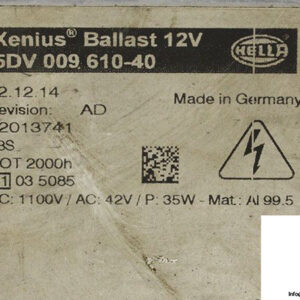 Xenius® Ballast 12V
5DV 009 610-40
HELLA
2.12.14
Made in Germany
evision: AD
2013741
BS.
OT 2000h
1 03 5085
C: 1100V / AC: 42V / P: 35W - Mat.: Al 99.5